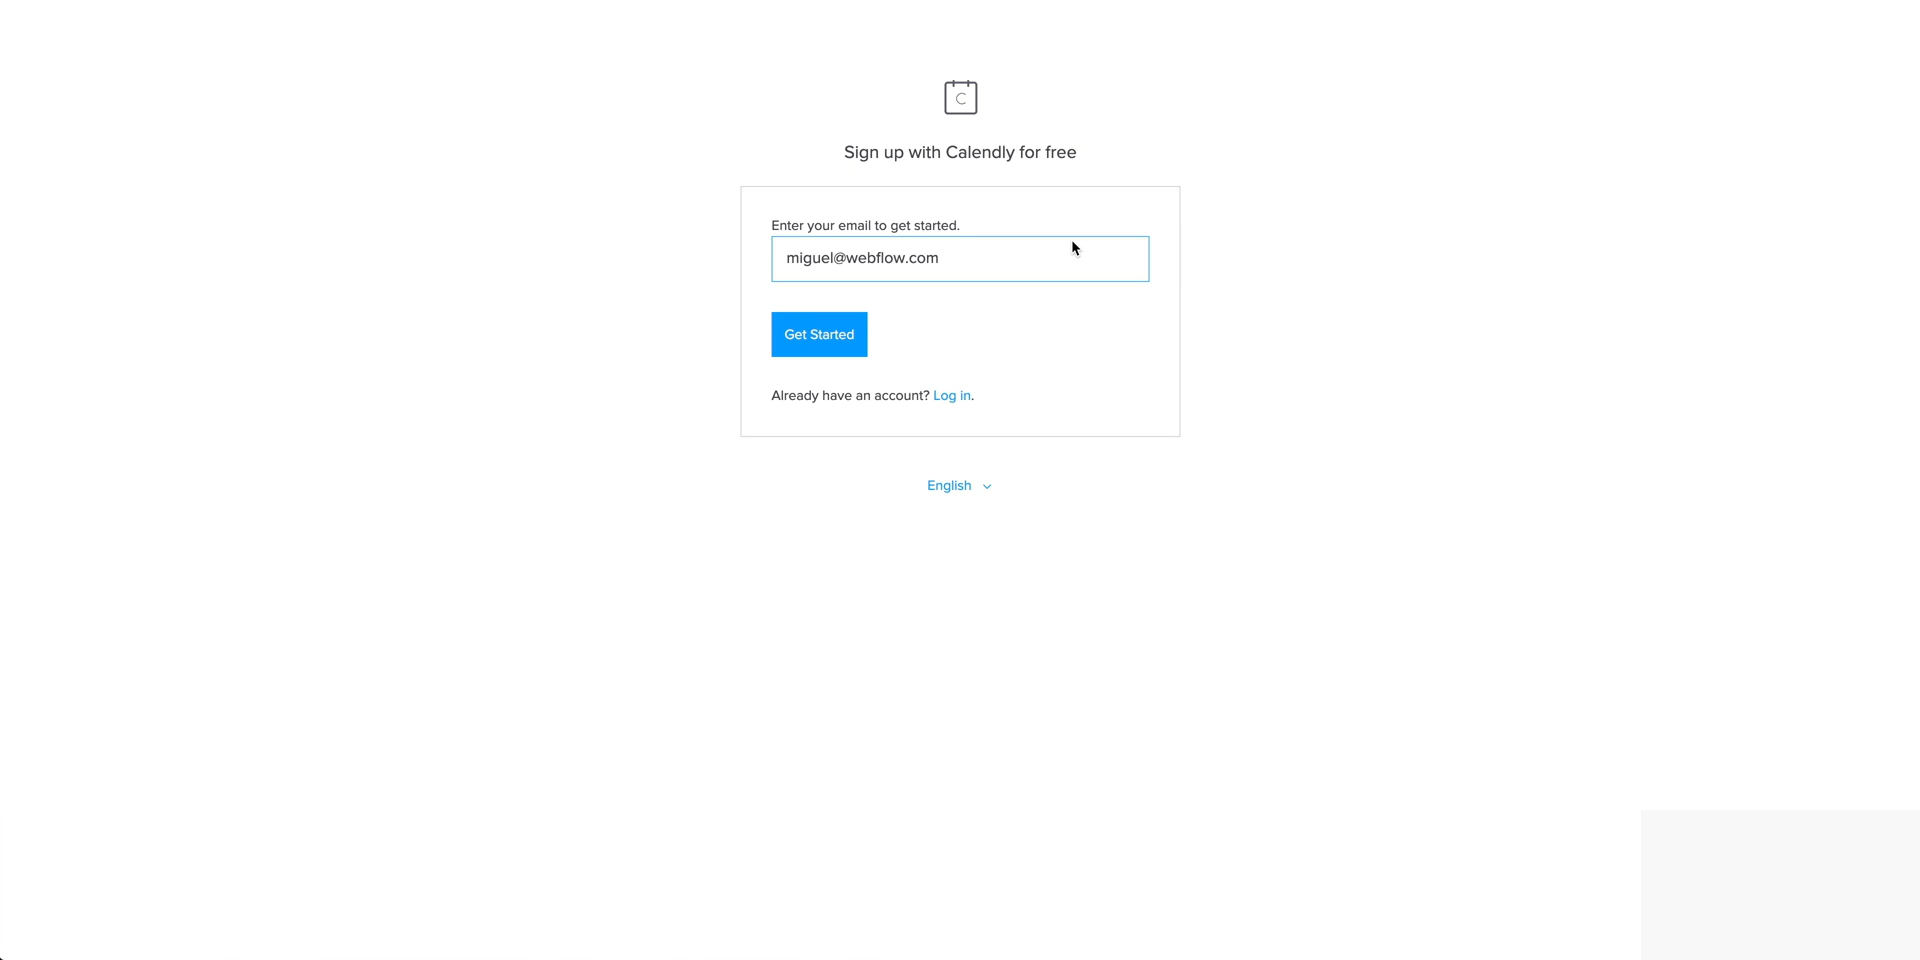 C
Sign up with Calendly for free
Enter your email to get started.
miguel@webflow.com
Get Started
Already have an account? Log in.
English